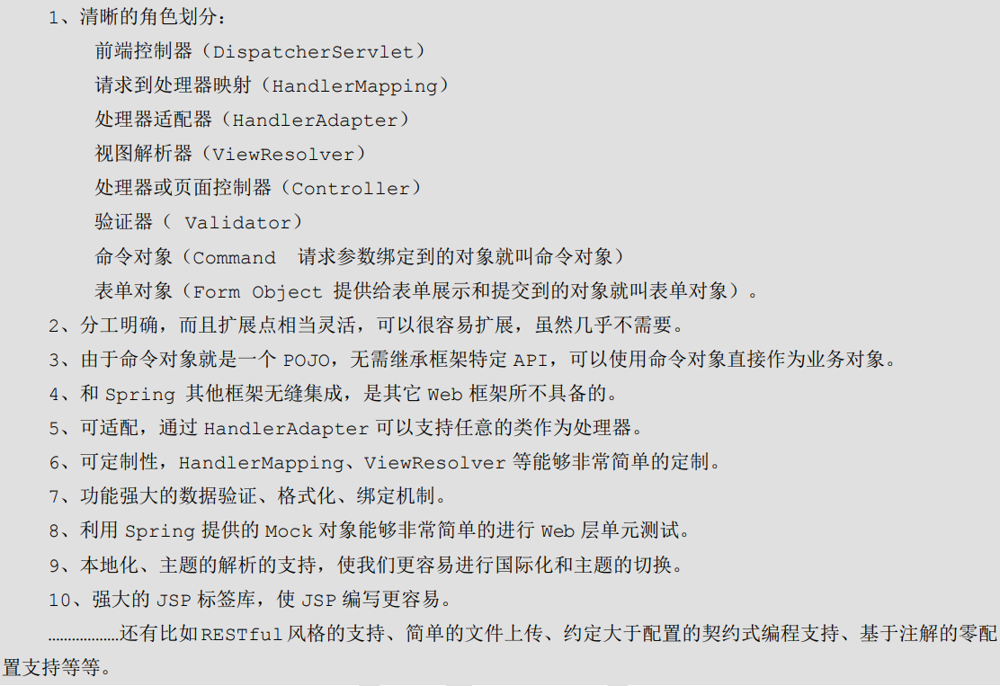 1、清晰的角色划分：
前端控制器（DispatcherServlet）
请求到处理器映射（HandlerMapping）
处理器适配器（HandlerAdapter）
视图解析器（ViewResolver）
处理器或页面控制器（Controller）
验证器（ Validator）
命令对象（Command 请求参数绑定到的对象就叫命令对象）
表单对象（Form Object 提供给表单展示和提交到的对象就叫表单对象）。
2、分工明确，而且扩展点相当灵活，可以很容易扩展，虽然几乎不需要。
3、由于命令对象就是一个 POJO，无需继承框架特定 API，可以使用命令对象直接作为业务对象。
4、和 Spring 其他框架无缝集成，是其它 Web 框架所不具备的。
5、可适配，通过 HandlerAdapter 可以支持任意的类作为处理器。
6、可定制性，HandlerMapping、ViewResolver 等能够非常简单的定制。
7、功能强大的数据验证、格式化、绑定机制。
8、利用 Spring 提供的 Mock 对象能够非常简单的进行 Web 层单元测试。
9、本地化、主题的解析的支持，使我们更容易进行国际化和主题的切换。
10、强大的 JSP 标签库，使 JSP 编写更容易。
………………还有比如RESTful风格的支持、简单的文件上传、约定大于配置的契约式编程支持、基于注解的零配
置支持等等。